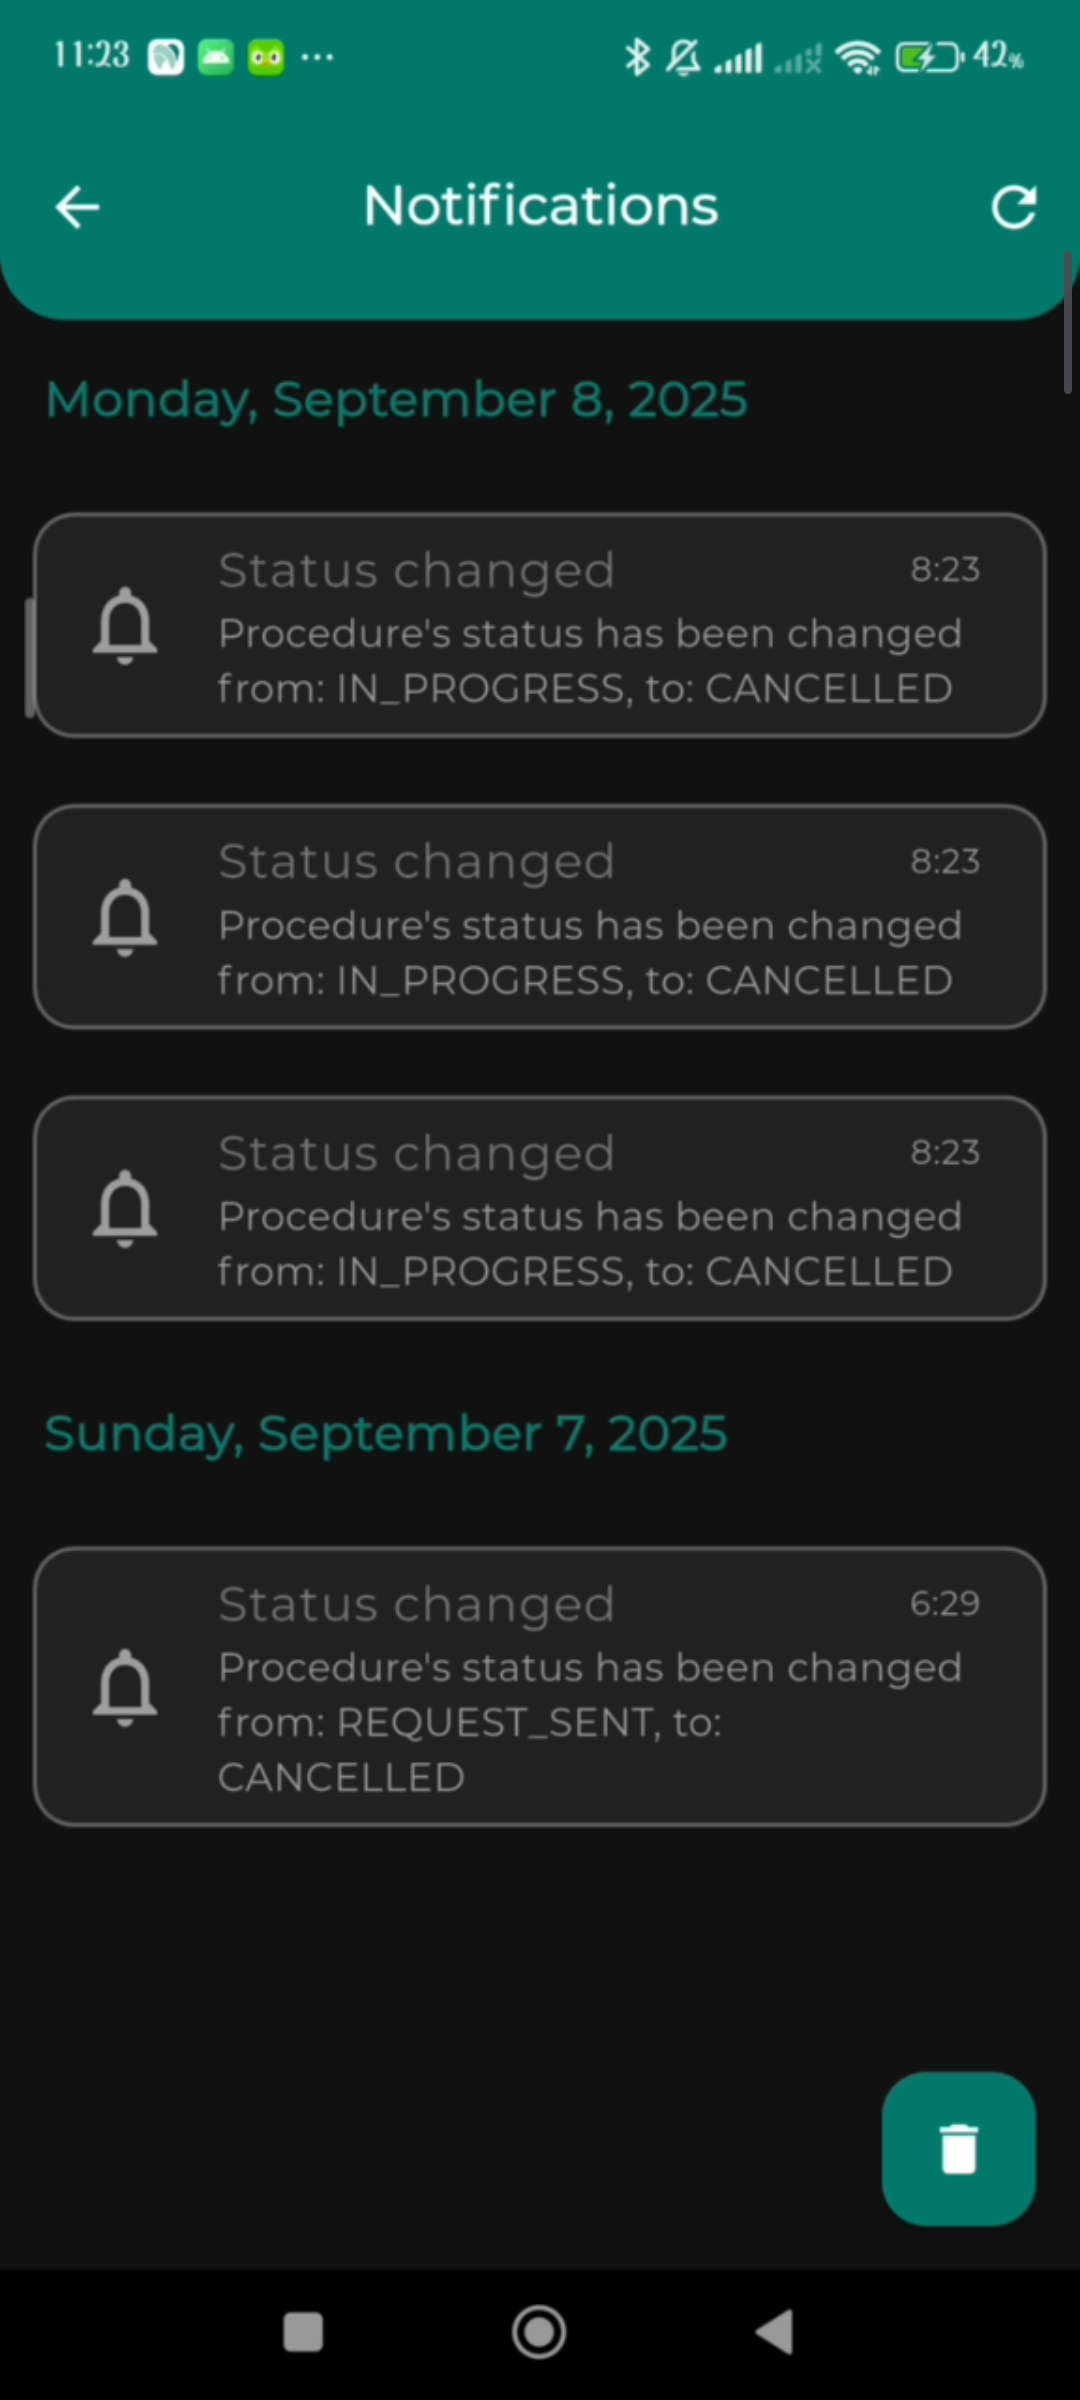 11:23 ... 42%
Notifications
Monday, September 8, 2025
Status changed 8:23
Procedure's status has been changed
from: IN_PROGRESS, to: CANCELLED
Status changed 8:23
Procedure's status has been changed
from: IN_PROGRESS, to: CANCELLED
Status changed 8:23
Procedure's status has been changed
from: IN_PROGRESS, to: CANCELLED
Sunday, September 7, 2025
Status changed 6:29
Procedure's status has been changed
from: REQUEST_SENT, to:
CANCELLED